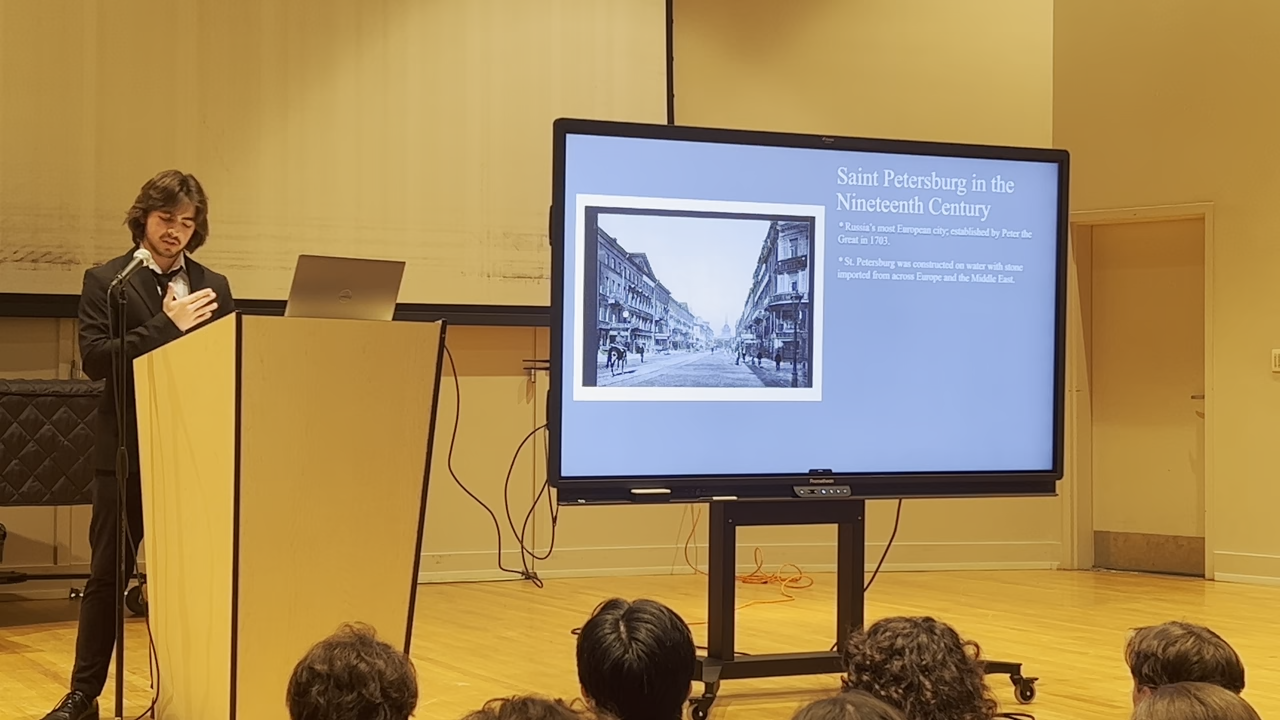 Saint Petersburg in the
Nineteenth Century
* Russia's most European city; established by Peter the
Great in 1703.
* St. Petersburg was constructed on water with stone
imported from across Europe and the Middle East.
Promethean